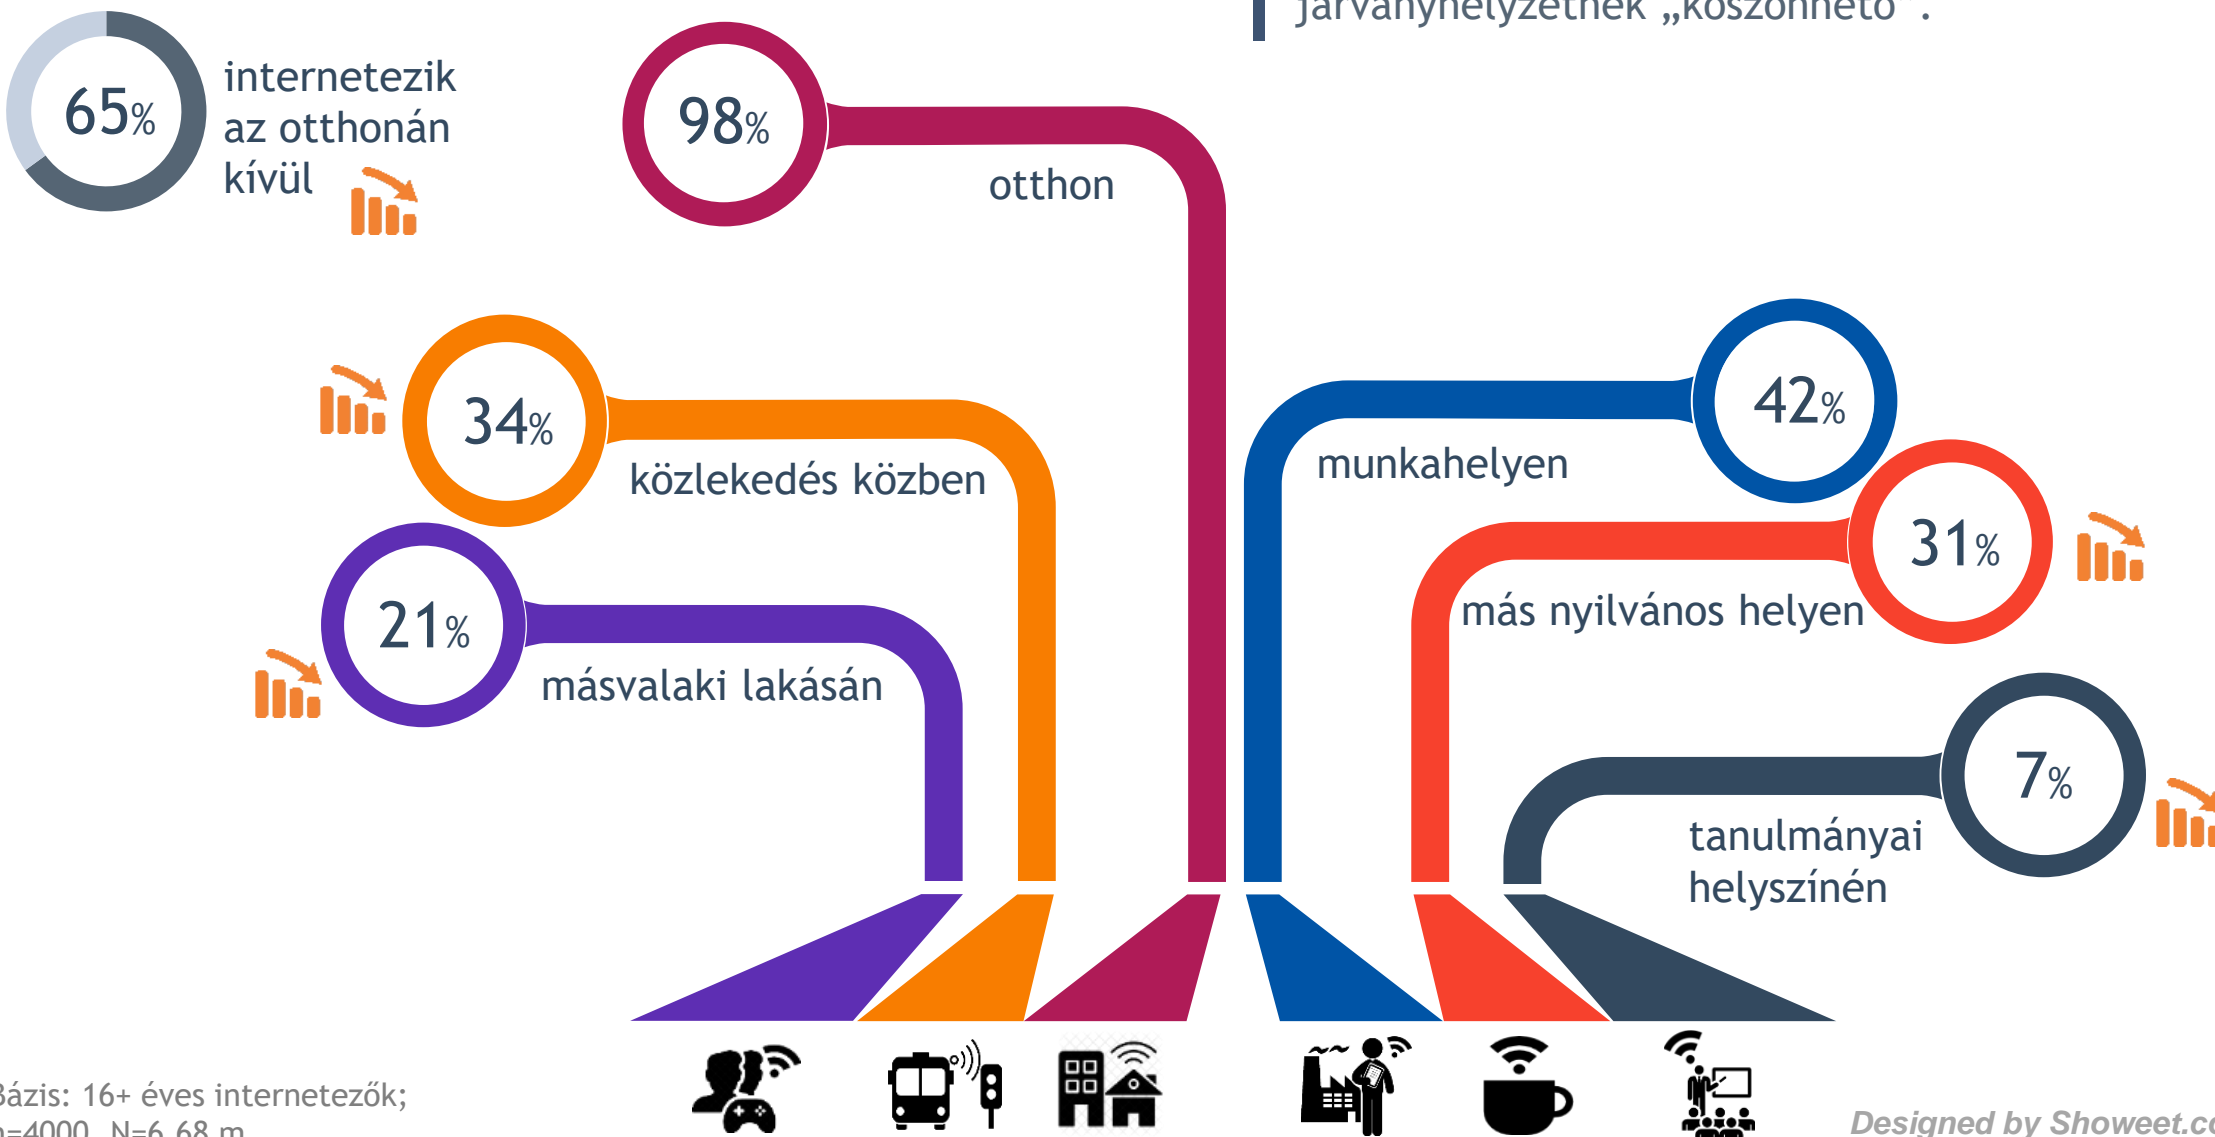 járványhelyzetnek „köszönhető”.
65%
internetezik
az otthonán
kívül
98%
otthon
34%
közlekedés közben
42%
munkahelyen
31%
más nyilvános helyen
21%
másvalaki lakásán
7%
tanulmányai
helyszínén
Bázis: 16+ éves internetezők;
n=4000, N=6,68 m
Designed by Showeet.co